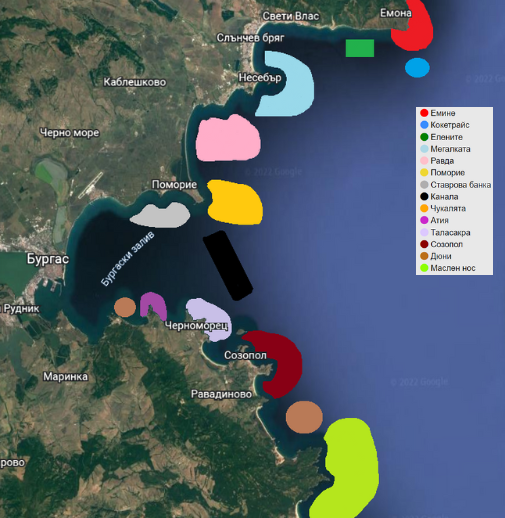 Емона
Свети Влас
Слънчев бряг
Несебър
Каблешково
© 2022 Google
Черно море
© 2022 Google
Поморие
Бургас
Бургаски залив
Рудник
Черноморец
Созопол
Маринка
Равадиново
© 2022 Google
рово
Емине
Кокетрайс
Елените
Мегалката
Равда
Поморие
Ставрова банка
Канала
Чукалята
Атия
Таласакра
Созопол
Дюни
Маслен нос